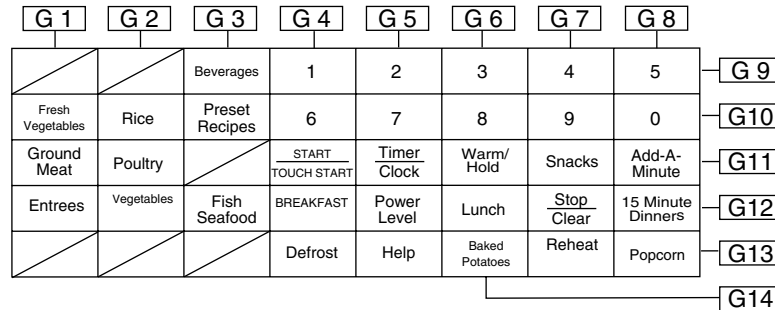 G 1 G 2 G 3 G 4 G 5 G 6 G 7 G 8
Beverages 1 2 3 4 5 G 9
Fresh Vegetables Rice Preset Recipes 6 7 8 9 0 G10
Ground Meat Poultry START TOUCH START Timer Clock Warm/ Hold Snacks Add-A- Minute G11
Entrees Vegetables Fish Seafood BREAKFAST Power Level Lunch Stop Clear 15 Minute Dinners G12
Defrost Help Baked Potatoes Reheat Popcorn G13
G14